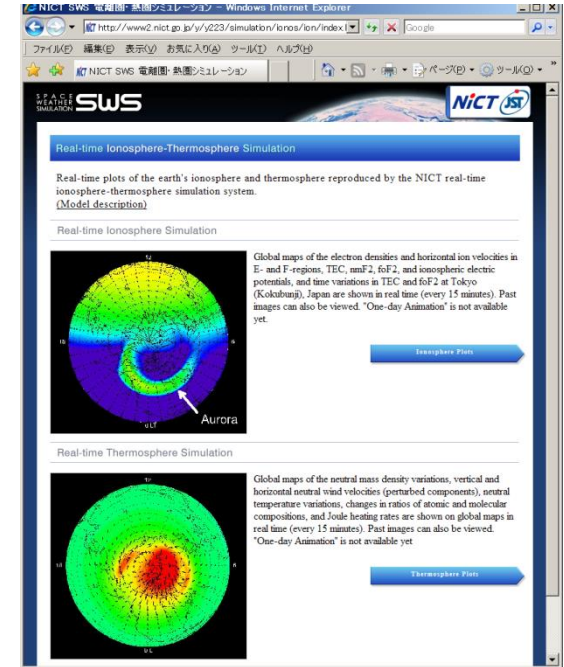 NICT SWS 電離圏・熱圏シミュレーション - Windows Internet Explorer
http://www2.nict.go.jp/y/y223/simulation/ionos/ion/index
Google
ファイル(F) 編集(E) 表示(V) お気に入り(A) ツール(T) ヘルプ(H)
NICT SWS 電離圏・熱圏シミュレーション
ページ(P) ツール(O)
SPACE WEATHER SIMULATION SWS
NiCT JST
Real-time Ionosphere-Thermosphere Simulation
Real-time plots of the earth's ionosphere and thermosphere reproduced by the NICT real-time
ionosphere-thermosphere simulation system.
(Model description)
Real-time Ionosphere Simulation
Global maps of the electron densities and horizontal ion velocities in
E- and F-regions, TEC, nmF2, foF2, and ionospheric electric
potentials, and time variations in TEC and foF2 at Tokyo
(Kokubunji), Japan are shown in real time (every 15 minutes). Past
images can also be viewed. "One-day Animation" is not available
yet.
12
18
6
0 LT
Aurora
Ionosphere Plots
Real-time Thermosphere Simulation
Global maps of the neutral mass density variations, vertical and
horizontal neutral wind velocities (perturbed components), neutral
temperature variations, changes in ratios of atomic and molecular
compositions, and Joule heating rates are shown on global maps in
real time (every 15 minutes). Past images can also be viewed.
"One-day Animation" is not available yet
12
18
6
Thermosphere Plots